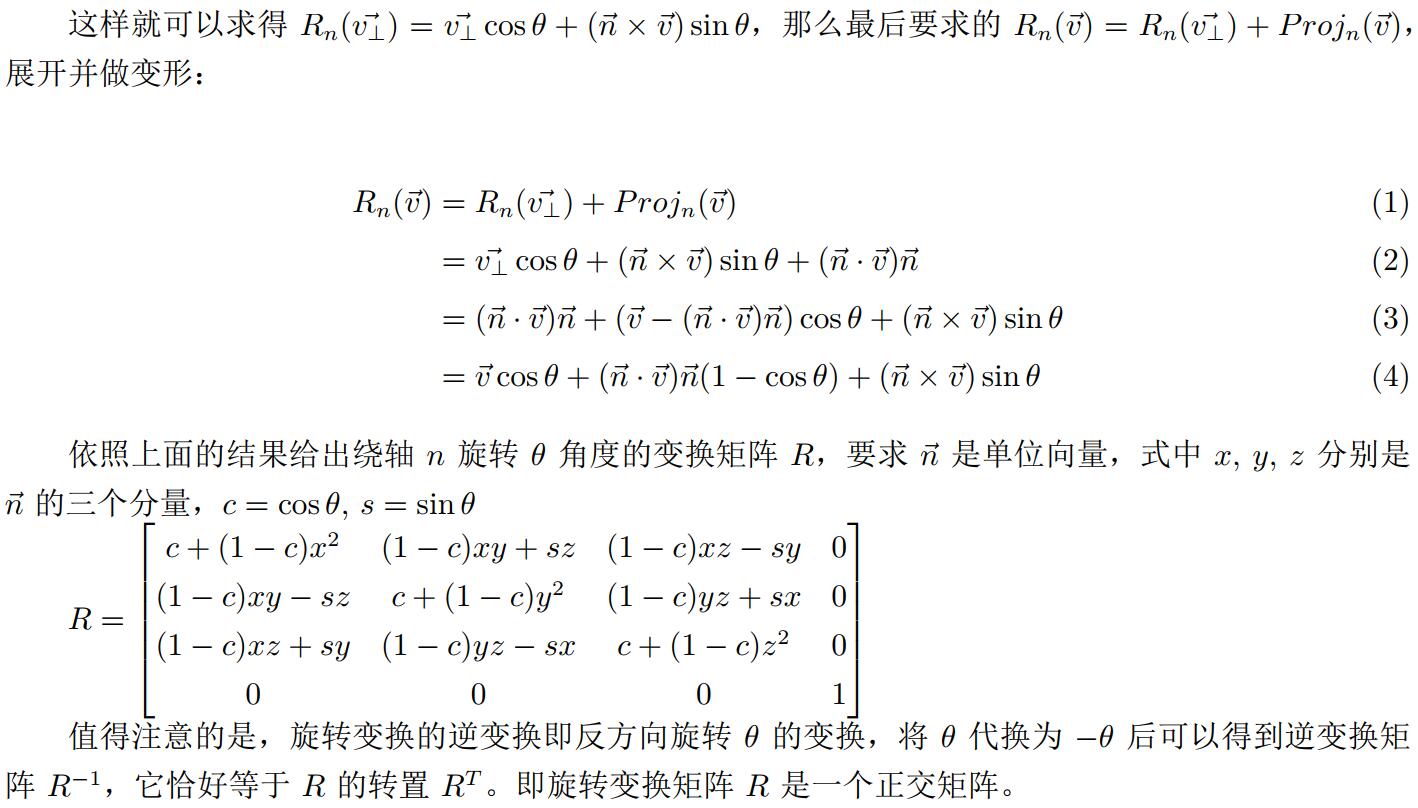 这样就可以求得 $R_n(\vec{v_\perp}) = \vec{v_\perp}\cos\theta + (\vec{n}\times\vec{v})\sin\theta$，那么最后要求的 $R_n(\vec{v}) = R_n(\vec{v_\perp}) + Proj_n(\vec{v})$，
展开并做变形：
$R_n(\vec{v}) = R_n(\vec{v_\perp}) + Proj_n(\vec{v})$ (1)
$= \vec{v_\perp}\cos\theta + (\vec{n}\times\vec{v})\sin\theta + (\vec{n}\cdot\vec{v})\vec{n}$ (2)
$= (\vec{n}\cdot\vec{v})\vec{n} + (\vec{v} - (\vec{n}\cdot\vec{v})\vec{n})\cos\theta + (\vec{n}\times\vec{v})\sin\theta$ (3)
$= \vec{v}\cos\theta + (\vec{n}\cdot\vec{v})\vec{n}(1 - \cos\theta) + (\vec{n}\times\vec{v})\sin\theta$ (4)
依照上面的结果给出绕轴 $n$ 旋转 $\theta$ 角度的变换矩阵 $R$，要求 $\vec{n}$ 是单位向量，式中 $x$, $y$, $z$ 分别是
$\vec{n}$ 的三个分量，$c = \cos\theta$, $s = \sin\theta$
$R = \begin{bmatrix} c + (1-c)x^2 & (1-c)xy + sz & (1-c)xz - sy & 0 \\
(1-c)xy - sz & c + (1-c)y^2 & (1-c)yz + sx & 0 \\
(1-c)xz + sy & (1-c)yz - sx & c + (1-c)z^2 & 0 \\
0 & 0 & 0 & 1 \end{bmatrix}$
值得注意的是，旋转变换的逆变换即反方向旋转 $\theta$ 的变换，将 $\theta$ 代换为 $-\theta$ 后可以得到逆变换矩
阵 $R^{-1}$，它恰好等于 $R$ 的转置 $R^T$。即旋转变换矩阵 $R$ 是一个正交矩阵。